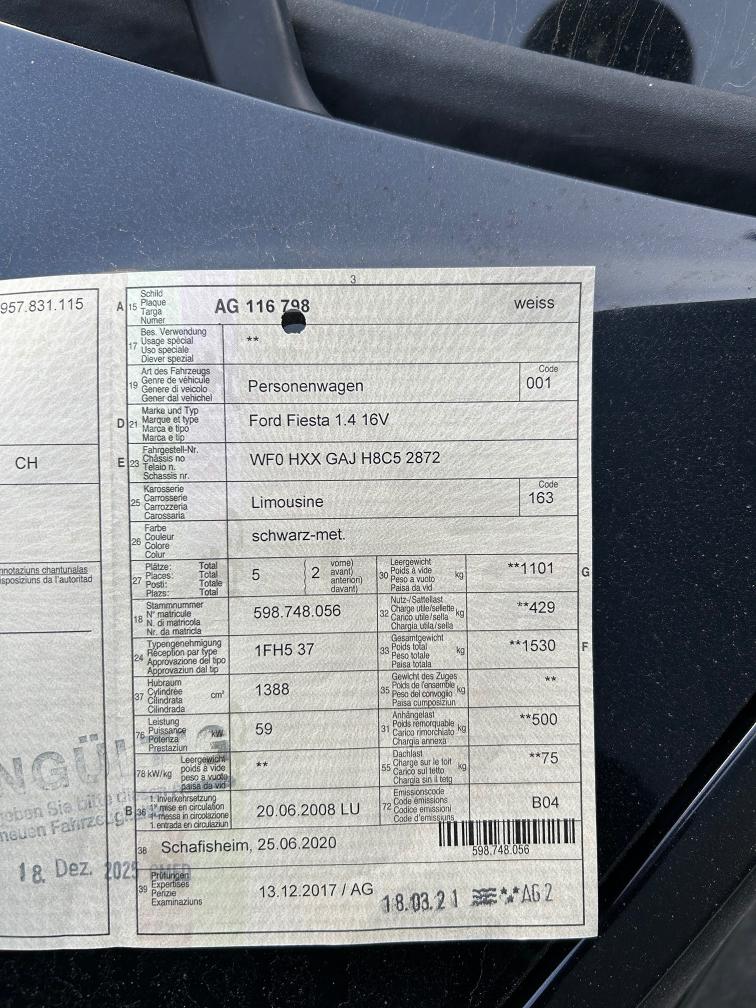 3
957.831.115
CH
nnotaziuns chantunalas
isposiziuns da l'autoritad
18. Dez. 2025
A 15 Schild
Plaque
Targa
Numer
AG 116 798 weiss
17 Bes. Verwendung
Usage spécial
Uso speciale
Diever spezial
**
19 Art des Fahrzeugs
Genre de véhicule
Genere di veicolo
Gener dal vehichel
Personenwagen
Code
001
D 21 Marke und Typ
Marque et type
Marca e tipo
Marca e tip
Ford Fiesta 1.4 16V
E 23 Fahrgestell-Nr.
Châssis no
Telaio n.
Schassis nr.
WF0 HXX GAJ H8C5 2872
25 Karosserie
Carrosserie
Carrozzeria
Carossaria
Limousine
Code
163
26 Farbe
Couleur
Colore
Colur
schwarz-met.
27 Plätze: Total
Places: Total
Posti: Totale
Plazs: Total
5
2
vorne)
avant)
anteriori)
davant)
30 Leergewicht
Poids à vide
Peso a vuoto
Paisa da vid
kg
**1101
G
18 Stammnummer
N° matricule
N. di matricola
Nr. da matricla
598.748.056
32 Nutz-/Sattellast
Charge utile/sellette
Carico utile/sella
Chargia utila/sella
kg
**429
24 Typengenehmigung
Réception par type
Approvazione del tipo
Approvaziun dal tip
1FH5 37
33 Gesamtgewicht
Poids total
Peso totale
Paisa totala
kg
**1530
F
37 Hubraum
Cylindrée
Cilindrata
Cilindrada
cm³
1388
35 Gewicht des Zuges
Poids de l'ensemble
Peso del convoglio
Paisa cumposiziun
kg
**
76 Leistung
Puissance
Potenza
Prestaziun
kW
59
31 Anhängelast
Poids remorquable
Carico rimorchiato
Chargia annexa
kg
**500
78 kW/kg
Leergewicht
poids à vide
peso a vuoto
paisa da vid
**
55 Dachlast
Charge sur le toit
Carico sul tetto
Chargia sin il tetg
kg
**75
B 36 1. Inverkehrsetzung
1re mise en circulation
1a messa in circolazione
1. entrada en circulaziun
20.06.2008 LU
72 Emissionscode
Code émissions
Codice emissioni
Code d'emissiuns
B04
38 Schafisheim, 25.06.2020
598.748.056
39 Prüfungen
Expertises
Perizie
Examinaziuns
13.12.2017 / AG
18.03.21 AG 2